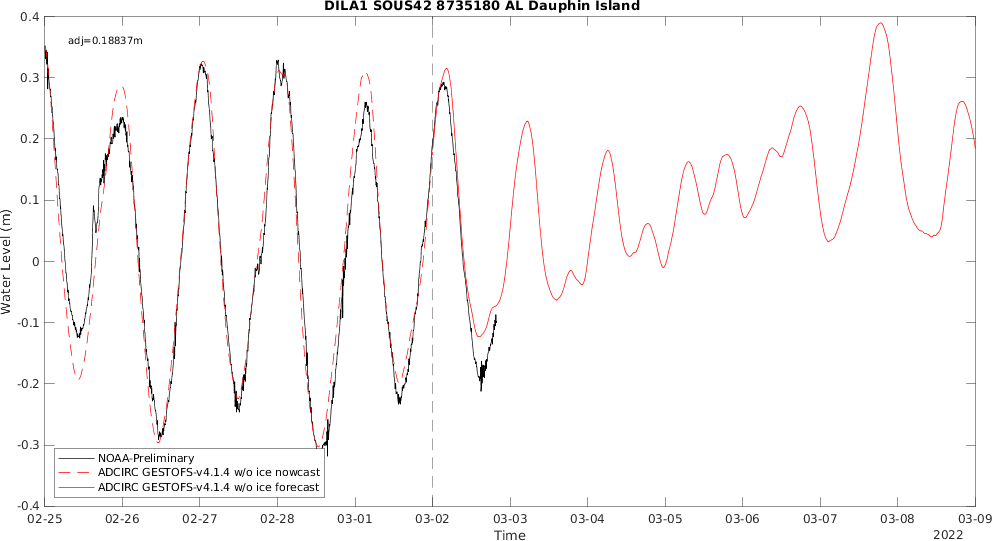 DILA1 SOUS42 8735180 AL Dauphin Island
adj=0.18837m
0.4
0.3
0.2
0.1
0
-0.1
-0.2
-0.3
-0.4
Water Level (m)
NOAA-Preliminary
ADCIRC GESTOFS-v4.1.4 w/o ice nowcast
ADCIRC GESTOFS-v4.1.4 w/o ice forecast
02-25 02-26 02-27 02-28 03-01 03-02 03-03 03-04 03-05 03-06 03-07 03-08 03-09
Time
2022